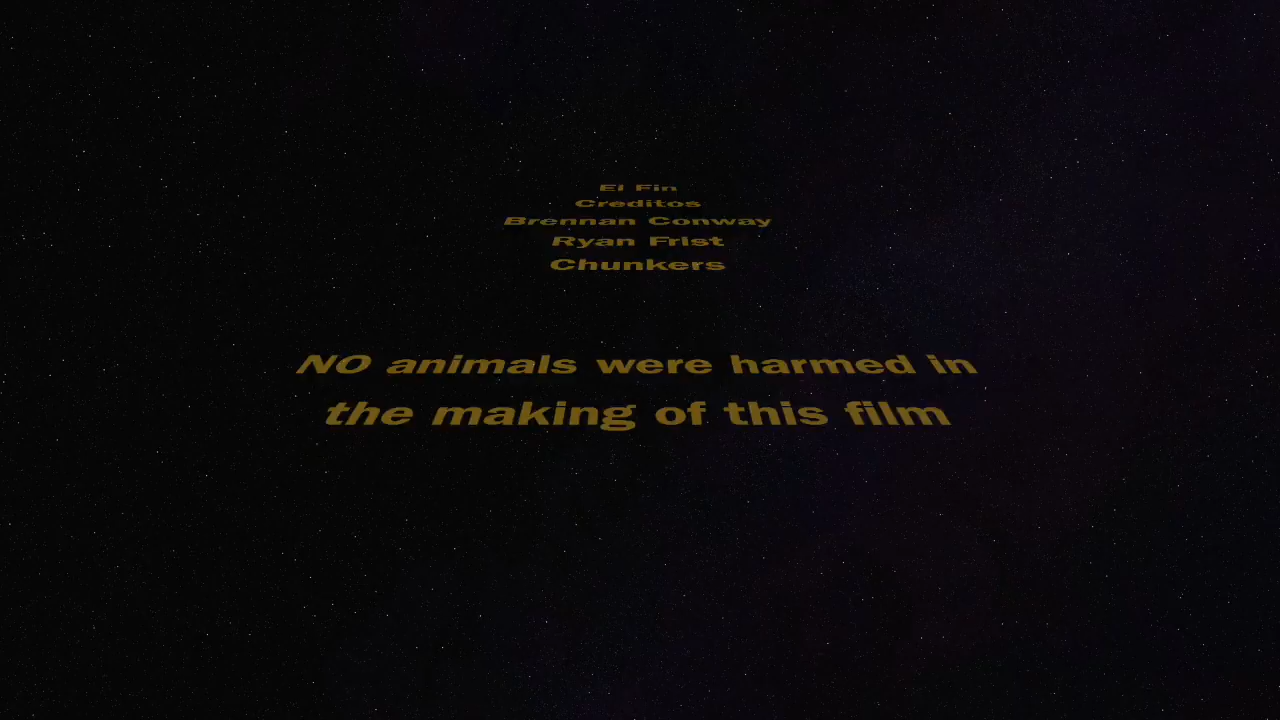 El Fin
Creditos
Brennan Conway
Ryan Frist
Chunkers
NO animals were harmed in
the making of this film